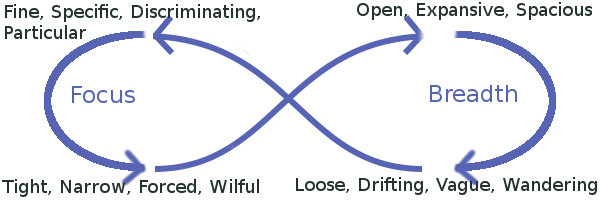 Fine, Specific, Discriminating,
Particular
Open, Expansive, Spacious
Focus
Breadth
Tight, Narrow, Forced, Wilful
Loose, Drifting, Vague, Wandering